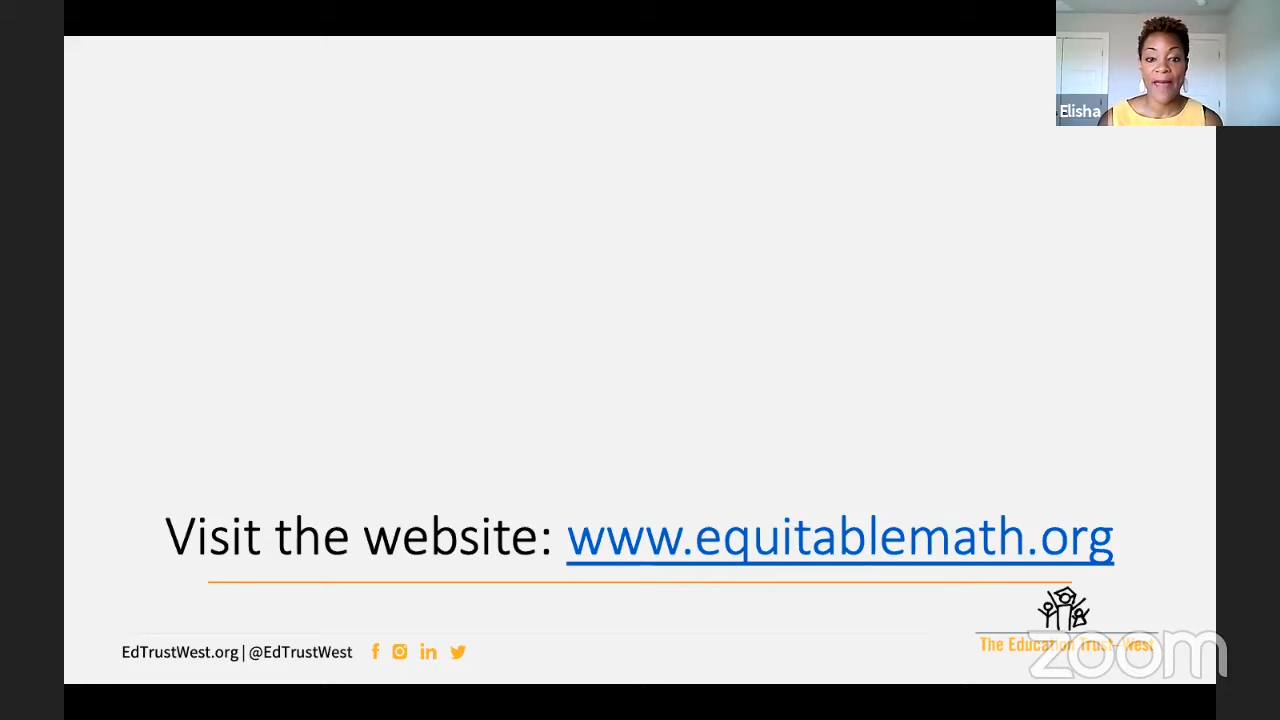 Elisha
Visit the website: www.equitablemath.org
EdTrustWest.org | @EdTrustWest
The Education Trust-West
zoom